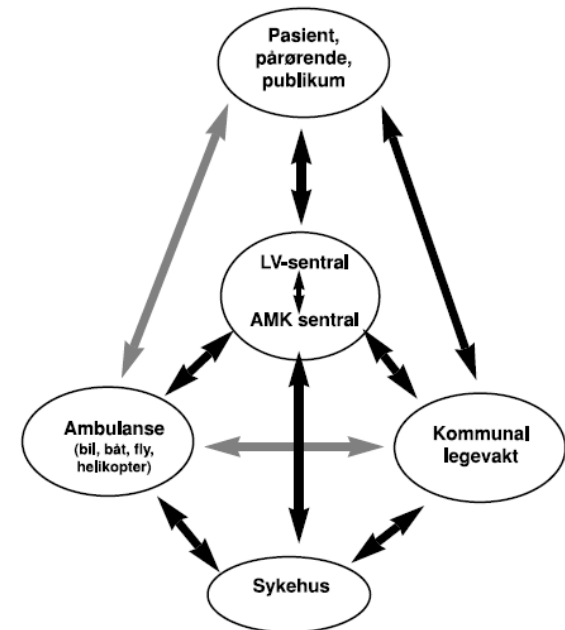 Pasient,
pårørende,
publikum
LV-sentral
AMK sentral
Ambulanse
(bil, båt, fly,
helikopter)
Kommunal
legevakt
Sykehus